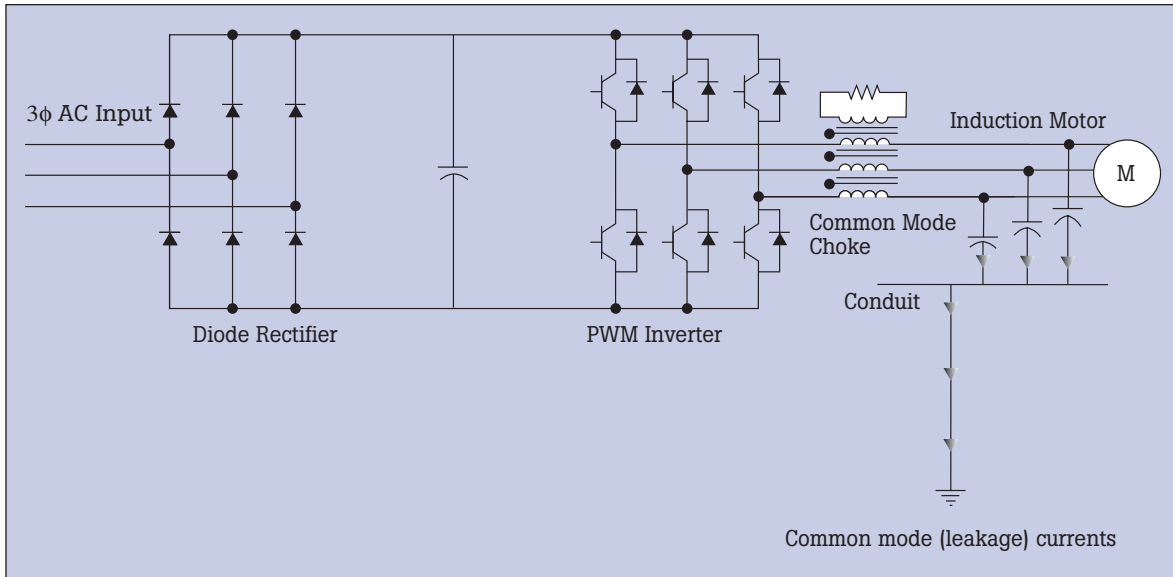 3ϕ AC Input
Induction Motor
M
Common Mode
Choke
Conduit
Diode Rectifier
PWM Inverter
Common mode (leakage) currents